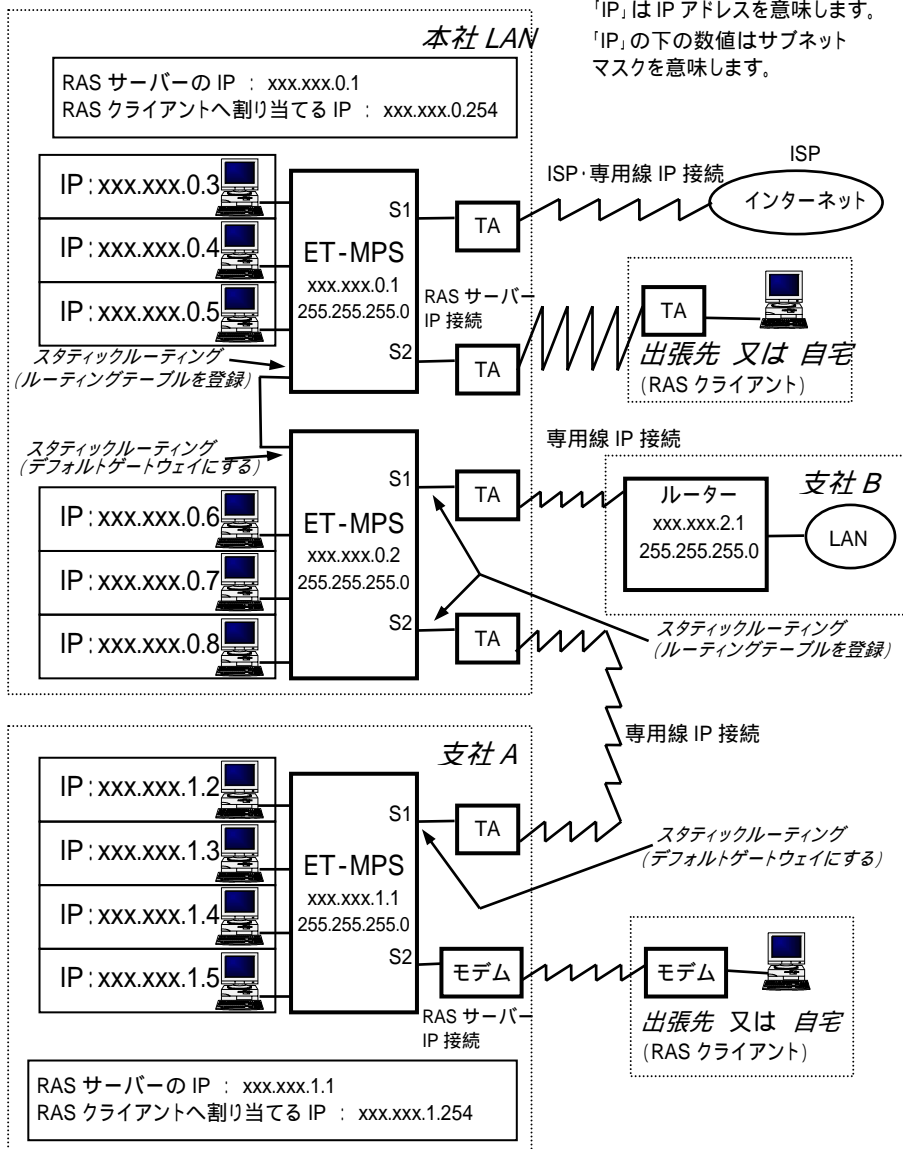 「IP」は IP アドレスを意味します。
「IP」の下の数値はサブネット
マスクを意味します。
本社 LAN
RAS サーバーの IP ： xxx.xxx.0.1
RAS クライアントへ割り当てる IP ： xxx.xxx.0.254
IP：xxx.xxx.0.3
IP：xxx.xxx.0.4
IP：xxx.xxx.0.5
ET-MPS
xxx.xxx.0.1
255.255.255.0
S1
S2
TA
ISP・専用線 IP 接続
ISP
インターネット
RAS サーバー
IP 接続
TA
TA
出張先 又は 自宅
(RAS クライアント)
スタティックルーティング
(ルーティングテーブルを登録)
スタティックルーティング
(デフォルトゲートウェイにする)
IP：xxx.xxx.0.6
IP：xxx.xxx.0.7
IP：xxx.xxx.0.8
ET-MPS
xxx.xxx.0.2
255.255.255.0
S1
S2
TA
TA
専用線 IP 接続
支社 B
ルーター
xxx.xxx.2.1
255.255.255.0
LAN
スタティックルーティング
(ルーティングテーブルを登録)
専用線 IP 接続
支社 A
IP：xxx.xxx.1.2
IP：xxx.xxx.1.3
IP：xxx.xxx.1.4
IP：xxx.xxx.1.5
ET-MPS
xxx.xxx.1.1
255.255.255.0
S1
S2
TA
スタティックルーティング
(デフォルトゲートウェイにする)
モデム
RAS サーバー
IP 接続
モデム
出張先 又は 自宅
(RAS クライアント)
RAS サーバーの IP ： xxx.xxx.1.1
RAS クライアントへ割り当てる IP ： xxx.xxx.1.254